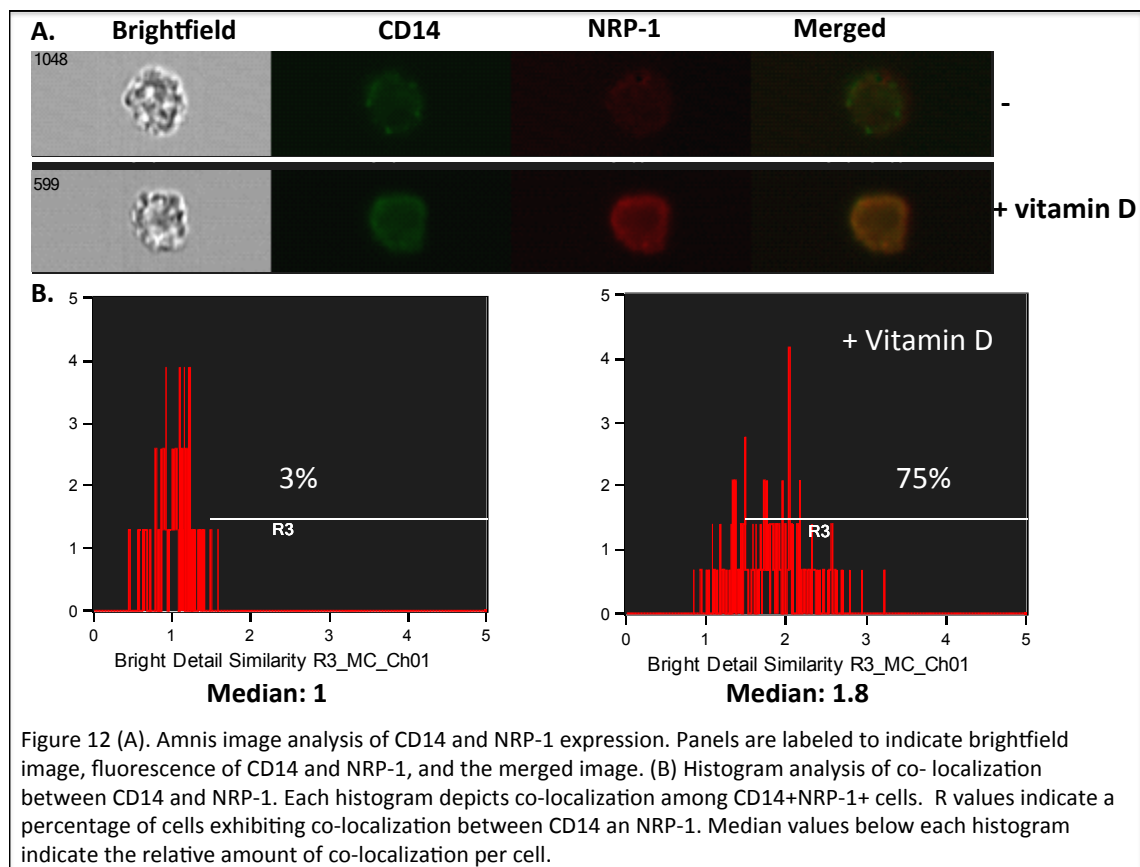 A. Brightfield CD14 NRP-1 Merged
1048
-
599
+ vitamin D
B.
5
4
3
2
1
0
3%
R3
0 1 2 3 4 5
Bright Detail Similarity R3_MC_Ch01
Median: 1
5
4
3
2
1
0
+ Vitamin D
75%
R3
0 1 2 3 4 5
Bright Detail Similarity R3_MC_Ch01
Median: 1.8
Figure 12 (A). Amnis image analysis of CD14 and NRP-1 expression. Panels are labeled to indicate brightfield
image, fluorescence of CD14 and NRP-1, and the merged image. (B) Histogram analysis of co- localization
between CD14 and NRP-1. Each histogram depicts co-localization among CD14+NRP-1+ cells. R values indicate a
percentage of cells exhibiting co-localization between CD14 an NRP-1. Median values below each histogram
indicate the relative amount of co-localization per cell.